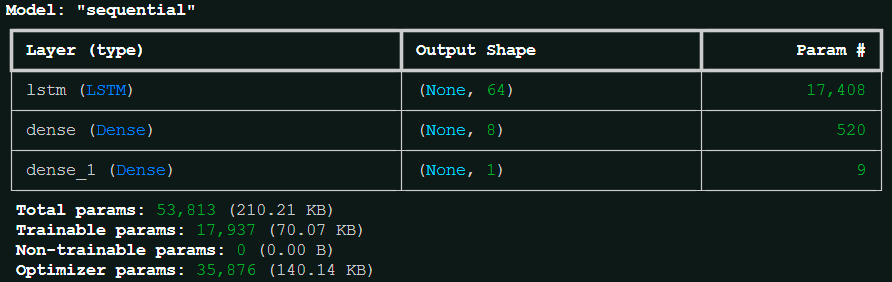 Model: "sequential"
Layer (type) Output Shape Param #
lstm (LSTM) (None, 64) 17,408
dense (Dense) (None, 8) 520
dense_1 (Dense) (None, 1) 9
Total params: 53,813 (210.21 KB)
Trainable params: 17,937 (70.07 KB)
Non-trainable params: 0 (0.00 B)
Optimizer params: 35,876 (140.14 KB)